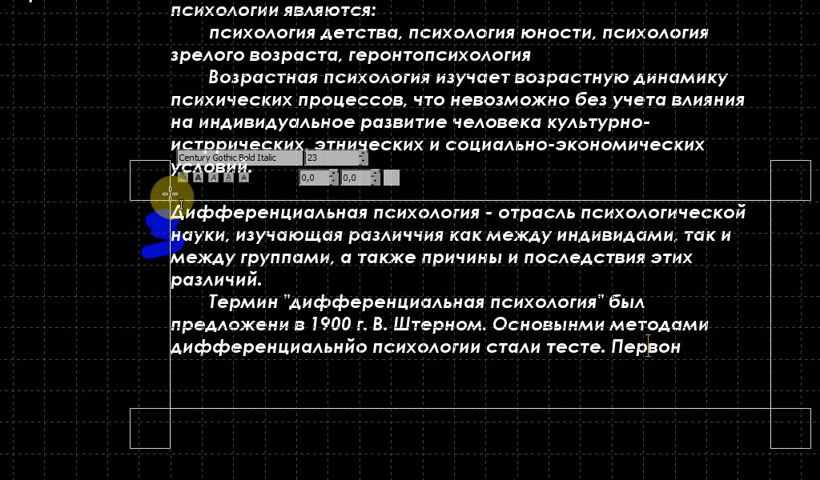 психологии являются:
психология детства, психология юности, психология
зрелого возраста, геронтопсихология
Возрастная психология изучает возрастную динамику
психических процессов, что невозможно без учета влияния
на индивидуальное развитие человека культурно-
истррических, этнических и социально-экономических
условий.
Century Gothic Bold Italic 23
A A A A 0,0 0,0
Дифференциальная психология - отрасль психологической
науки, изучающая различчия как между индивидами, так и
между группами, а также причины и последствия этих
различий.
Термин "дифференциальная психология" был
предложени в 1900 г. В. Штерном. Основынми методами
дифференциальнйо психологии стали тесте. Первон